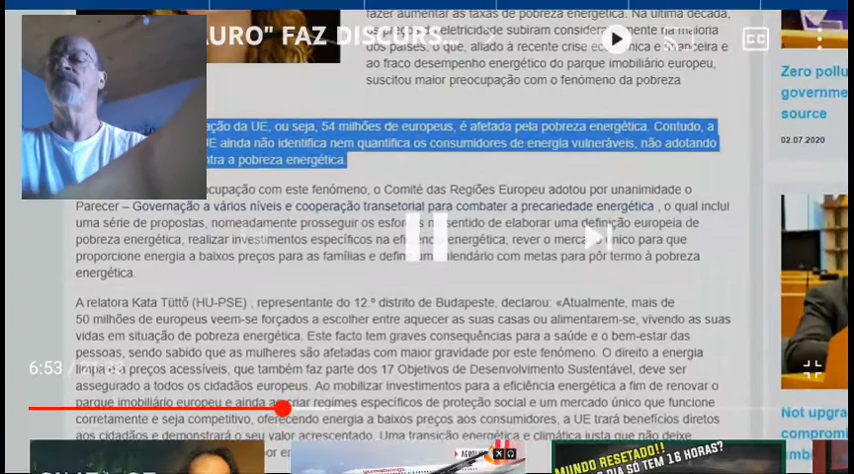 fazer aumentar as taxas de pobreza energética. Na última década,
os preços de eletricidade subiram consideravelmente na maioria
dos países, o que, aliado à recente crise económica e financeira e
ao fraco desempenho energético do parque imobiliário europeu,
suscitou maior preocupação com o fenómeno da pobreza
AURO" FAZ DISCURS...
CC
ação da UE, ou seja, 54 milhões de europeus, é afetada pela pobreza energética. Contudo, a
UE ainda não identifica nem quantifica os consumidores de energia vulneráveis, não adotando
ntra a pobreza energética.
ocupação com este fenómeno, o Comité das Regiões Europeu adotou por unanimidade o
Parecer – Governação a vários níveis e cooperação transetorial para combater a precariedade energética , o qual inclui
uma série de propostas, nomeadamente prosseguir os esforços no sentido de elaborar uma definição europeia de
pobreza energética, realizar investimentos específicos na eficiência energética, rever o mercado único para que
proporcione energia a baixos preços para as famílias e definir um calendário com metas para pôr termo à pobreza
energética.
A relatora Kata Tüttő (HU-PSE) , representante do 12.º distrito de Budapeste, declarou: «Atualmente, mais de
50 milhões de europeus veem-se forçados a escolher entre aquecer as suas casas ou alimentarem-se, vivendo as suas
vidas em situação de pobreza energética. Este facto tem graves consequências para a saúde e o bem-estar das
pessoas, sendo sabido que as mulheres são afetadas com maior gravidade por este fenómeno. O direito a energia
limpa a preços acessíveis, que também faz parte dos 17 Objetivos de Desenvolvimento Sustentável, deve ser
assegurado a todos os cidadãos europeus. Ao mobilizar investimentos para a eficiência energética a fim de renovar o
parque imobiliário europeu e ainda ao criar regimes específicos de proteção social e um mercado único que funcione
corretamente e seja competitivo, oferecendo energia a baixos preços aos consumidores, a UE trará benefícios diretos
aos cidadãos e demonstrará o seu valor acrescentado. Uma transição energética e climática justa que não deixe
6:53 /
Zero pollu
governme
source
02.07.2020
Not upgra
compromi
tambem
MUNDO RESETADO!!
O DIA SÓ TEM 16 HORAS?